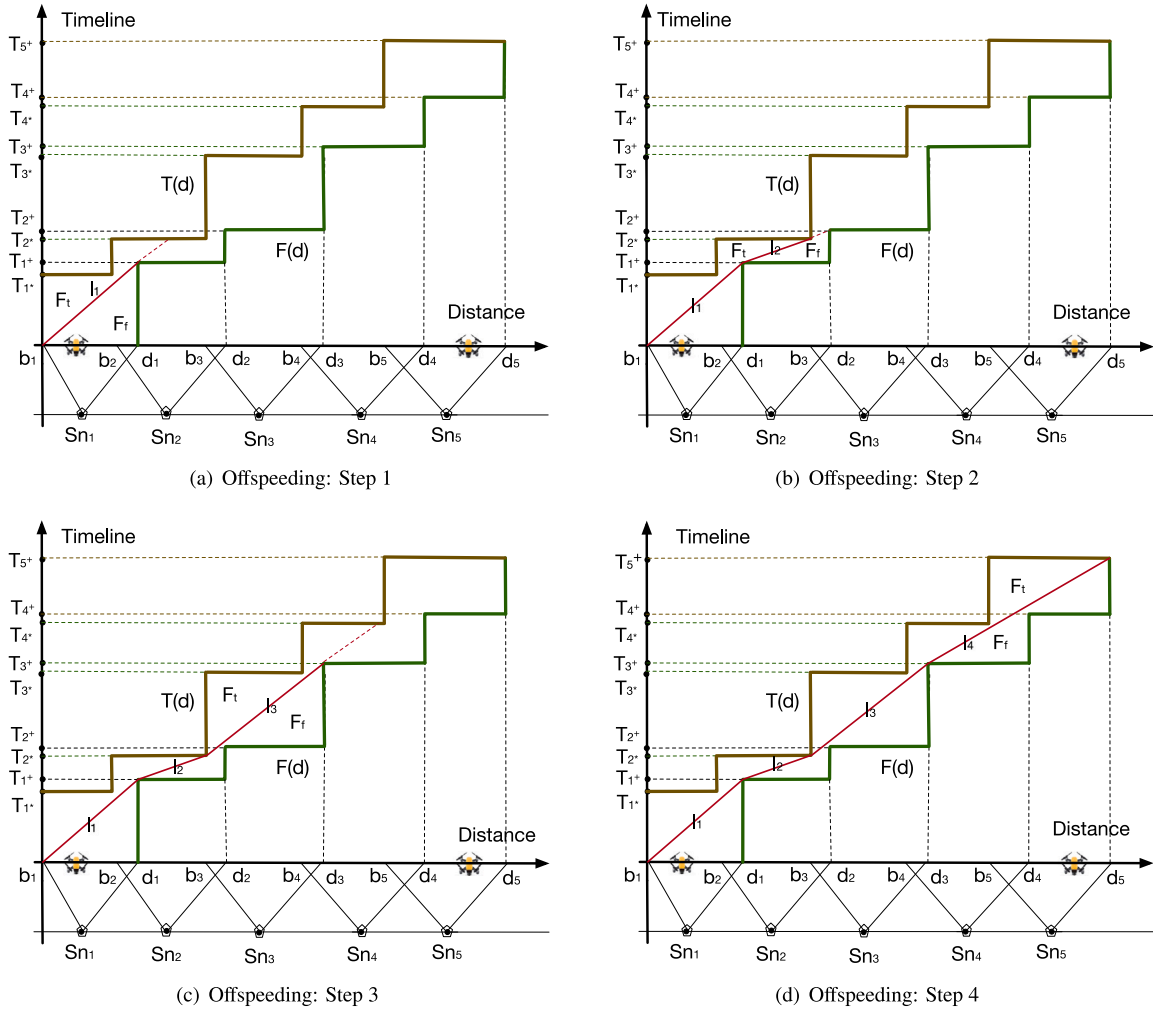 Timeline
T5+
T4+
T4*
T3+
T3*
T(d)
T2+
T2*
F(d)
T1+
T1*
Ft
l1
Ff
Distance
b1 b2 d1 b3 d2 b4 d3 b5 d4 d5
Sn1 Sn2 Sn3 Sn4 Sn5
(a) Offspeeding: Step 1
Timeline
T5+
T4+
T4*
T3+
T3*
T(d)
T2+
T2*
Ft l2 Ff F(d)
T1+
T1*
l1
Distance
b1 b2 d1 b3 d2 b4 d3 b5 d4 d5
Sn1 Sn2 Sn3 Sn4 Sn5
(b) Offspeeding: Step 2
Timeline
T5+
T4+
T4*
T3+
T3*
T(d) Ft
l3
Ff
T2+
T2*
l2 F(d)
T1+
T1*
l1
Distance
b1 b2 d1 b3 d2 b4 d3 b5 d4 d5
Sn1 Sn2 Sn3 Sn4 Sn5
(c) Offspeeding: Step 3
Timeline
T5+
Ft
T4+
T4*
l4 Ff
T3+
T3*
T(d)
l3
T2+
T2*
l2 F(d)
T1+
T1*
l1
Distance
b1 b2 d1 b3 d2 b4 d3 b5 d4 d5
Sn1 Sn2 Sn3 Sn4 Sn5
(d) Offspeeding: Step 4